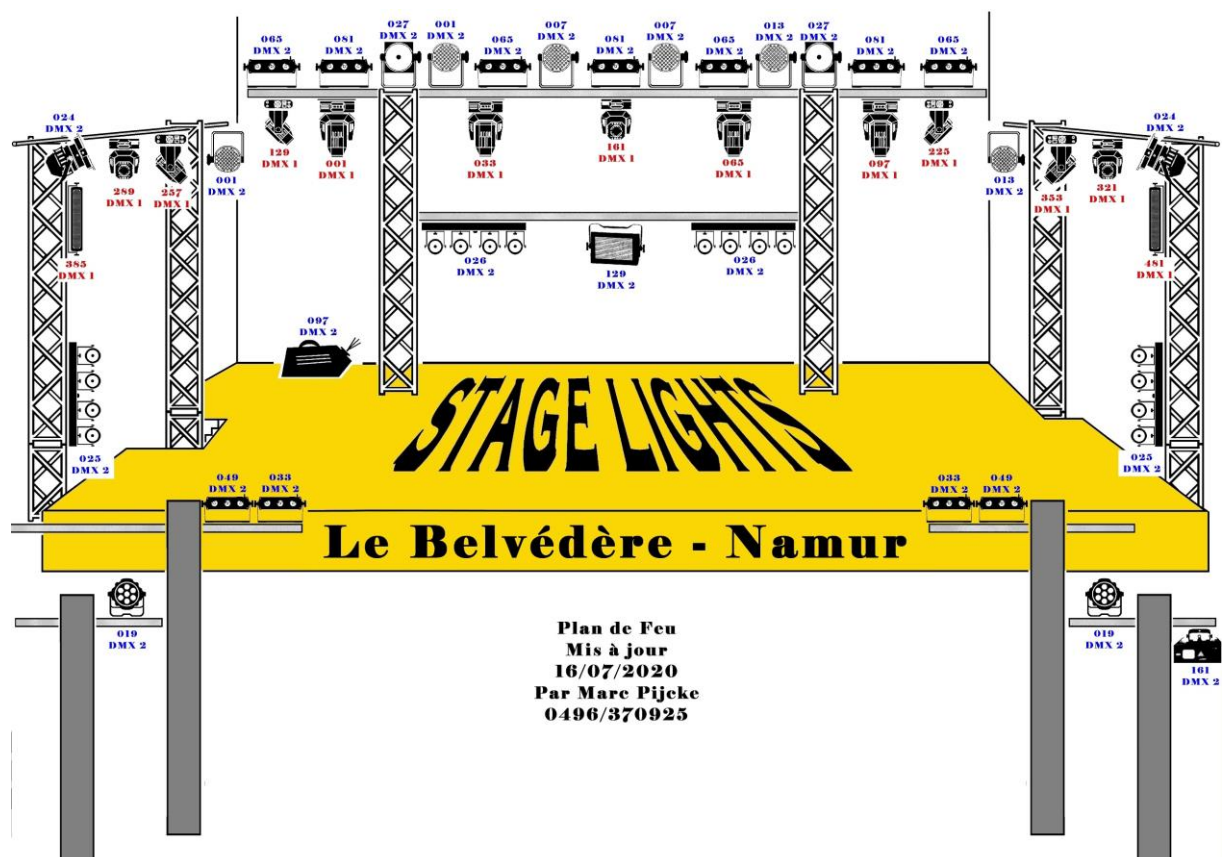 065 081 027 001 065 007 081 007 065 013 027 081 065
DMX 2 DMX 2 DMX 2 DMX 2 DMX 2 DMX 2 DMX 2 DMX 2 DMX 2 DMX 2 DMX 2 DMX 2 DMX 2
024
DMX 2
289
DMX 1
257
DMX 1
001
DMX 2
129
DMX 1
001
DMX 1
033
DMX 1
161
DMX 1
065
DMX 1
097
DMX 1
225
DMX 1
013
DMX 2
353
DMX 1
321
DMX 1
024
DMX 2
385
DMX 1
026
DMX 2
129
DMX 2
026
DMX 2
481
DMX 1
097
DMX 2
STAGE LIGHTS
025
DMX 2
025
DMX 2
049
DMX 2
033
DMX 2
033
DMX 2
049
DMX 2
Le Belvédère - Namur
019
DMX 2
019
DMX 2
161
DMX 2
Plan de Feu
Mis à jour
16/07/2020
Par Marc Pijcke
0496/370925